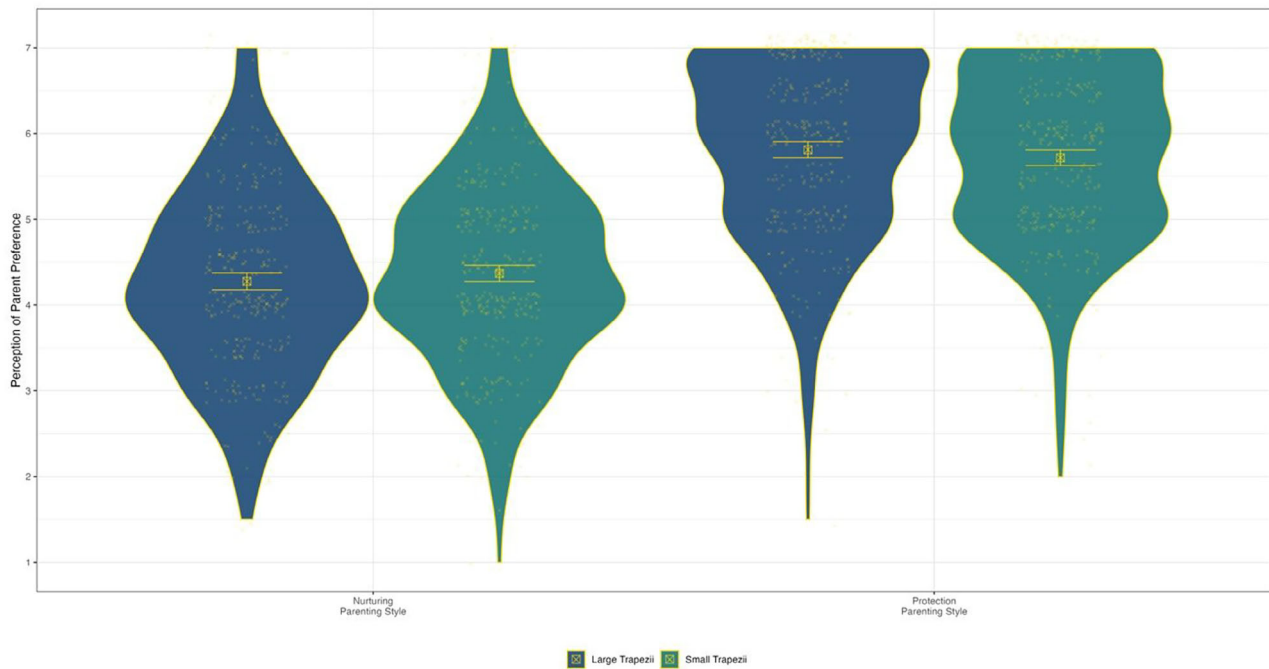 Perception of Parent Preference
7
6
5
4
3
2
1
Nurturing
Parenting Style
Protection
Parenting Style
Large Trapezii
Small Trapezii